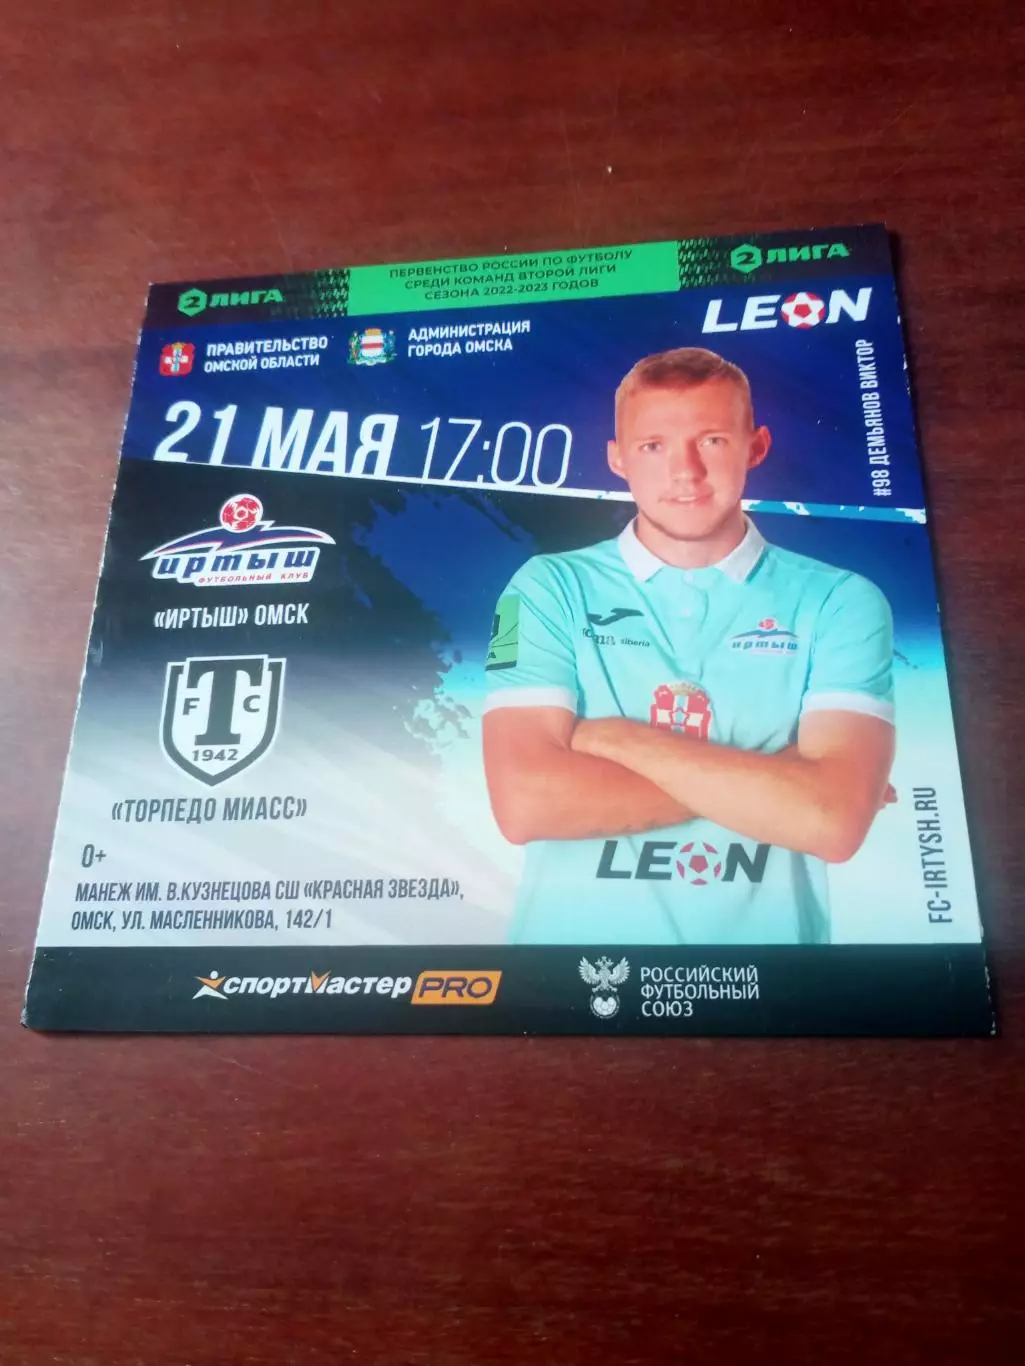 2 ЛИГА
ПЕРВЕНСТВО РОССИИ ПО ФУТБОЛУ
СРЕДИ КОМАНД ВТОРОЙ ЛИГИ
СЕЗОНА 2022-2023 ГОДОВ
2 ЛИГА
ПРАВИТЕЛЬСТВО
ОМСКОЙ ОБЛАСТИ
АДМИНИСТРАЦИЯ
ГОРОДА ОМСКА
LEON
21 МАЯ 17:00
#98 ДЕМЬЯНОВ ВИКТОР
ИРТЫШ
ФУТБОЛЬНЫЙ КЛУБ
«ИРТЫШ» ОМСК
FTC
1942
«ТОРПЕДО МИАСС»
siberia
ИРТЫШ
LEON
0+
МАНЕЖ ИМ. В.КУЗНЕЦОВА СШ «КРАСНАЯ ЗВЕЗДА»,
ОМСК, УЛ. МАСЛЕННИКОВА, 142/1
FC-IRTYSH.RU
СПОРТМАСТЕР PRO
РОССИЙСКИЙ
ФУТБОЛЬНЫЙ
СОЮЗ